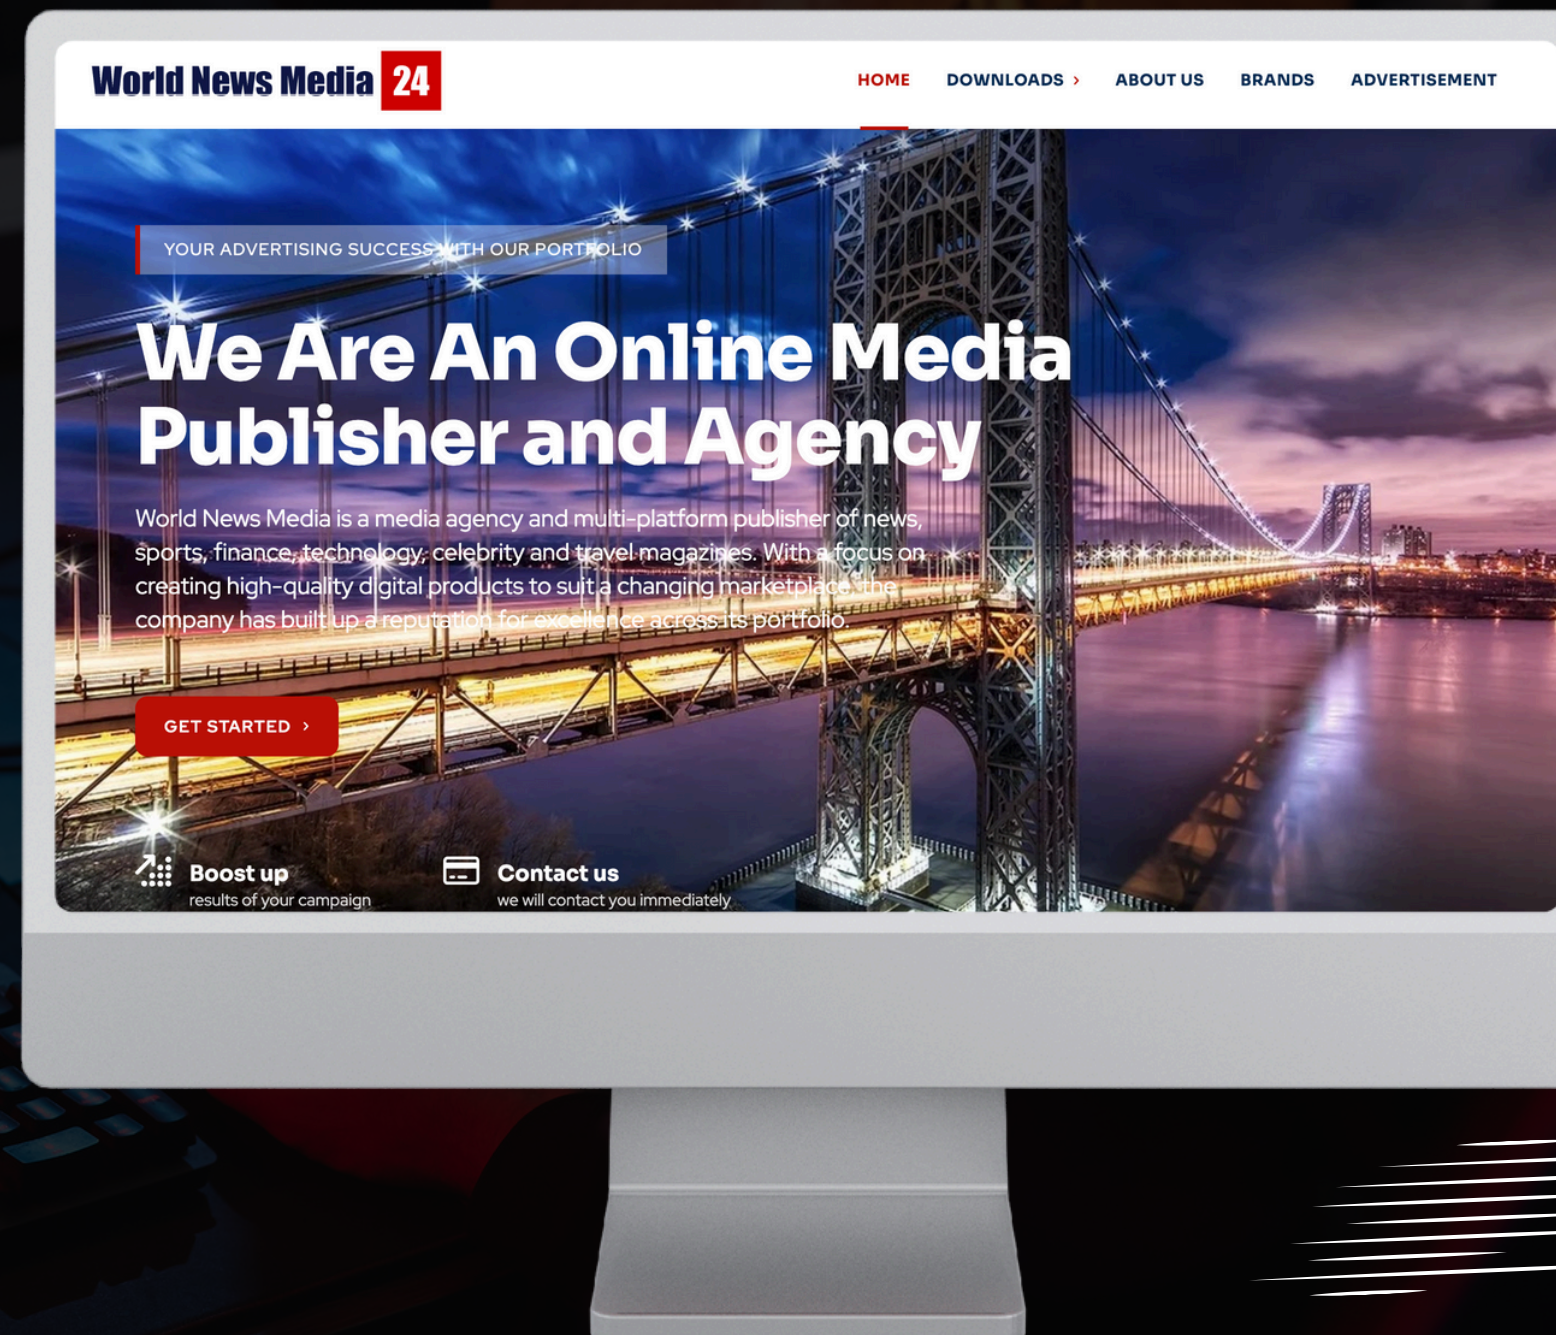 World News Media 24
HOME DOWNLOADS > ABOUT US BRANDS ADVERTISEMENT
YOUR ADVERTISING SUCCESS WITH OUR PORTFOLIO
We Are An Online Media
Publisher and Agency
World News Media is a media agency and multi-platform publisher of news,
sports, finance, technology, celebrity and travel magazines. With a focus on
creating high-quality digital products to suit a changing marketplace, the
company has built up a reputation for excellence across its portfolio.
GET STARTED >
Boost up
results of your campaign
Contact us
we will contact you immediately